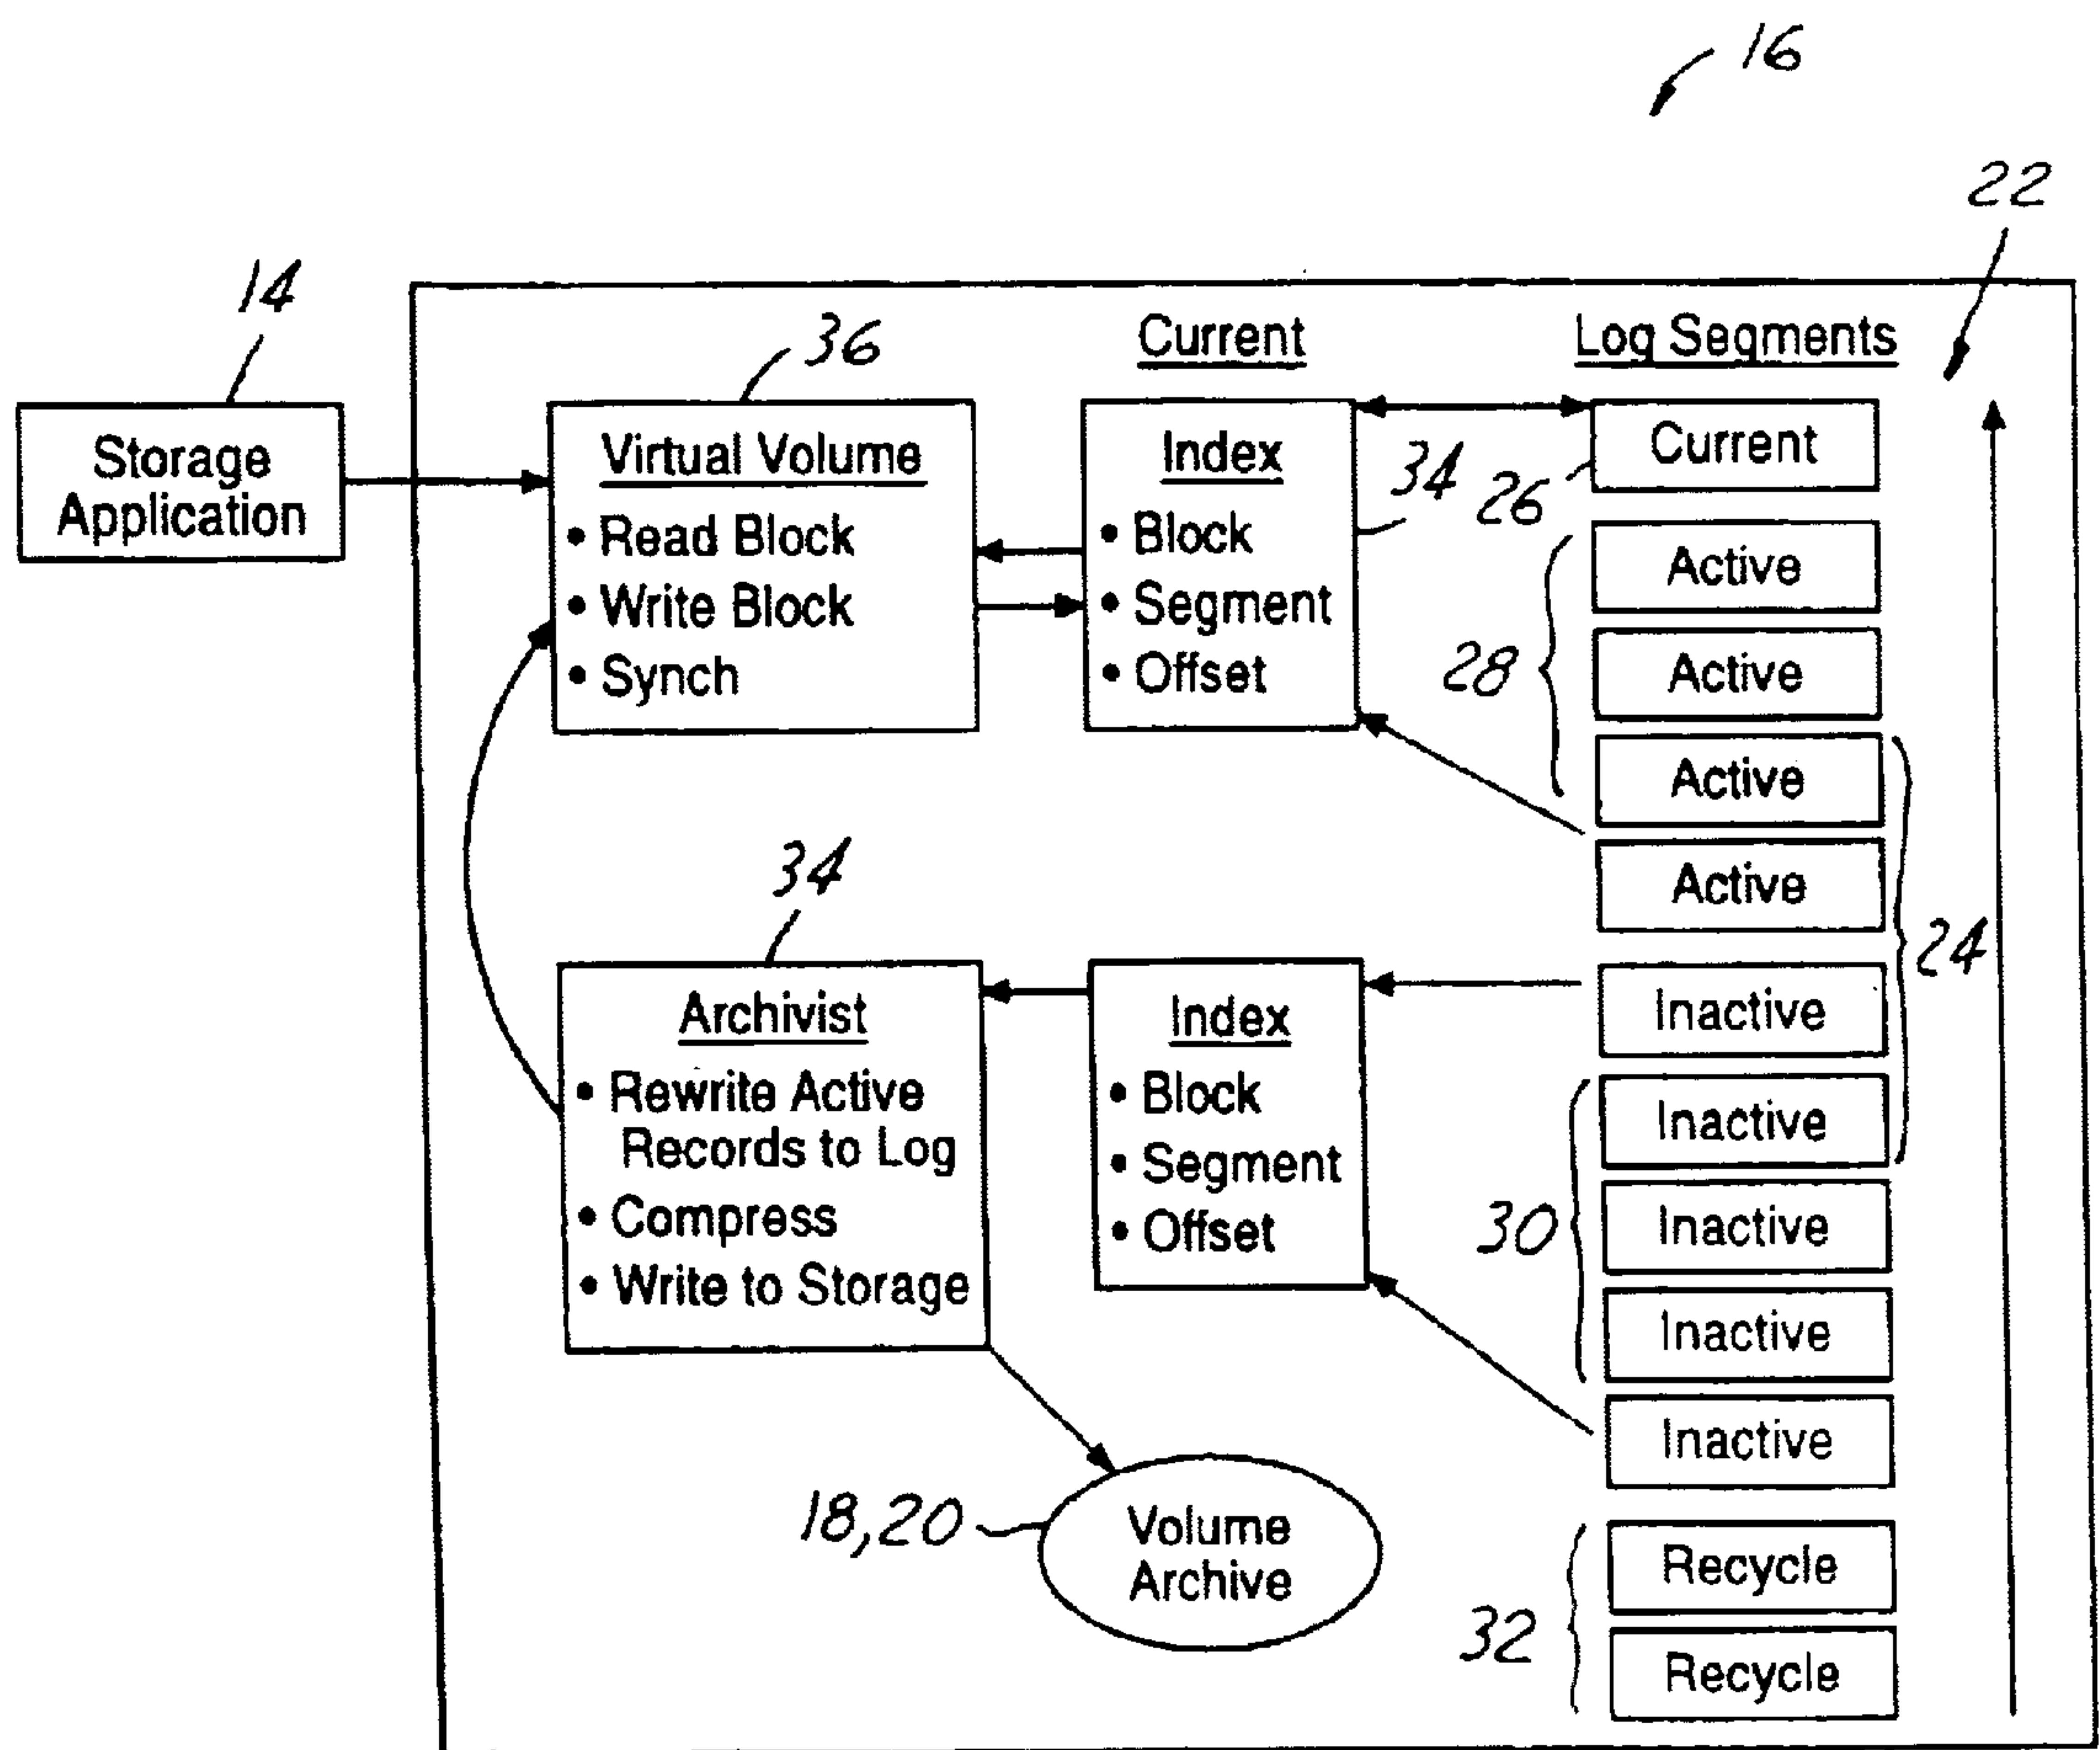 16
22
14
36
Current
Log Segments
Storage
Application
Virtual Volume
• Read Block
• Write Block
• Synch
Index
• Block
• Segment
• Offset
34
26
Current
28
Active
Active
Active
Active
24
34
Archivist
• Rewrite Active
Records to Log
• Compress
• Write to Storage
Index
• Block
• Segment
• Offset
Inactive
Inactive
Inactive
Inactive
Inactive
30
18,20
Volume
Archive
32
Recycle
Recycle